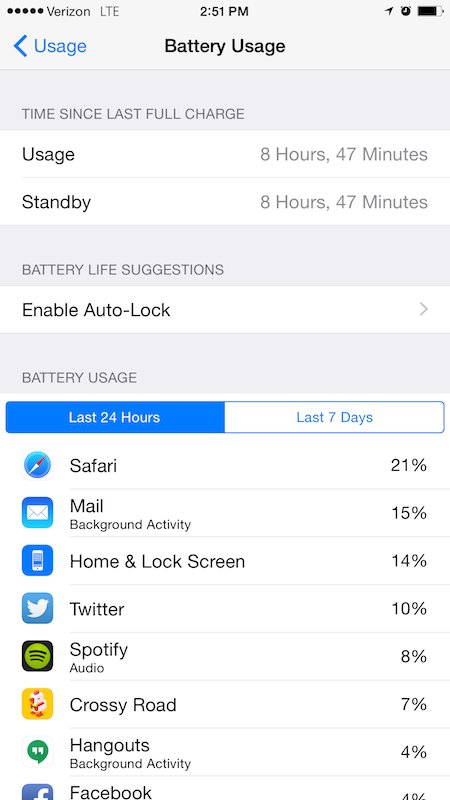 Verizon LTE 2:51 PM
Usage Battery Usage
TIME SINCE LAST FULL CHARGE
Usage 8 Hours, 47 Minutes
Standby 8 Hours, 47 Minutes
BATTERY LIFE SUGGESTIONS
Enable Auto-Lock
BATTERY USAGE
Last 24 Hours Last 7 Days
Safari 21%
Mail 15%
Background Activity
Home & Lock Screen 14%
Twitter 10%
Spotify 8%
Audio
Crossy Road 7%
Hangouts 4%
Background Activity
Facebook 4%